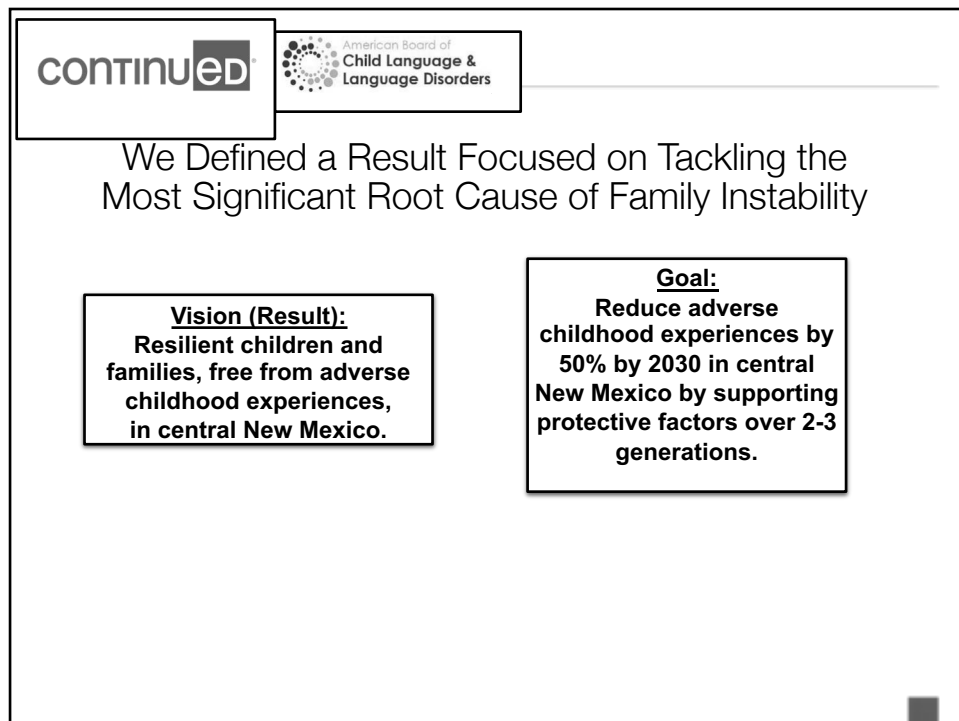 continued
American Board of
Child Language &
Language Disorders
We Defined a Result Focused on Tackling the
Most Significant Root Cause of Family Instability
Vision (Result):
Resilient children and
families, free from adverse
childhood experiences,
in central New Mexico.
Goal:
Reduce adverse
childhood experiences by
50% by 2030 in central
New Mexico by supporting
protective factors over 2-3
generations.